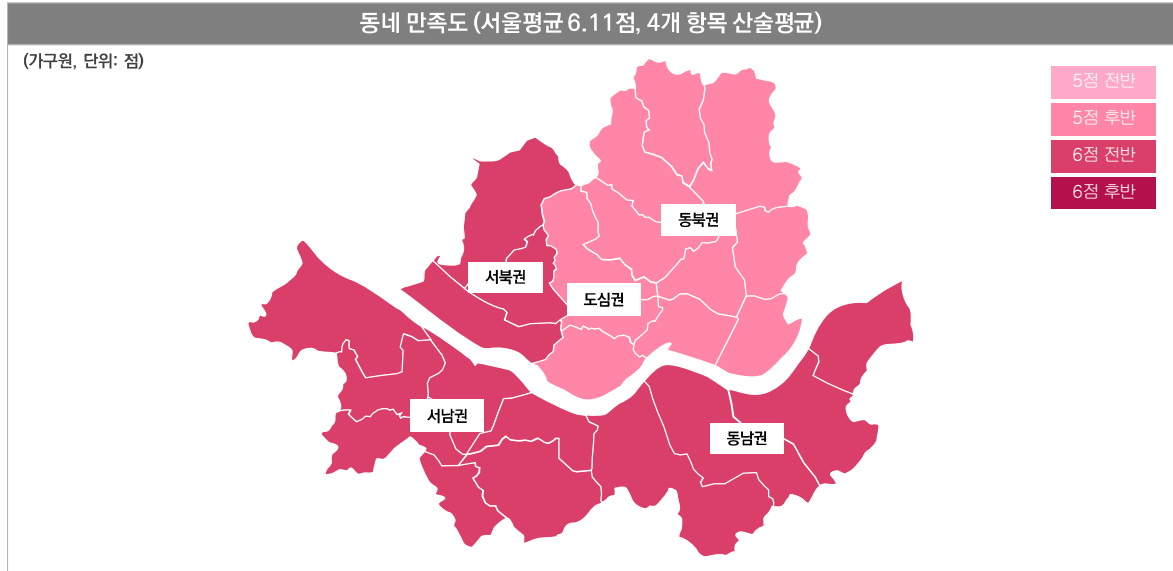 동네 만족도 (서울평균 6.11점, 4개 항목 산술평균)
(가구원, 단위: 점)
5점 전반
5점 후반
6점 전반
6점 후반
동북권
서북권
도심권
서남권
동남권